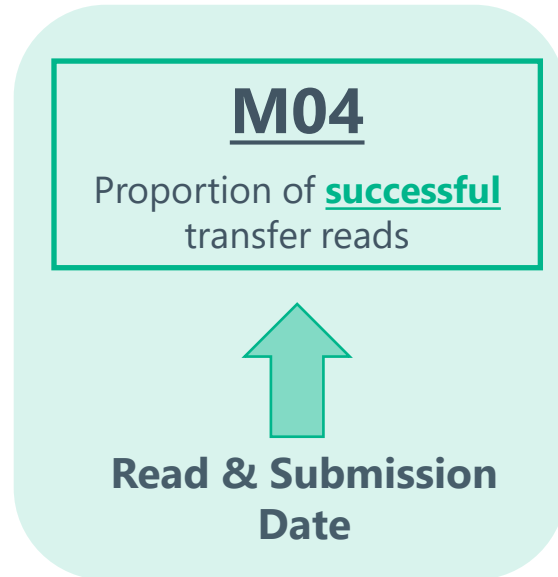 M04
Proportion of successful
transfer reads
Read & Submission
Date